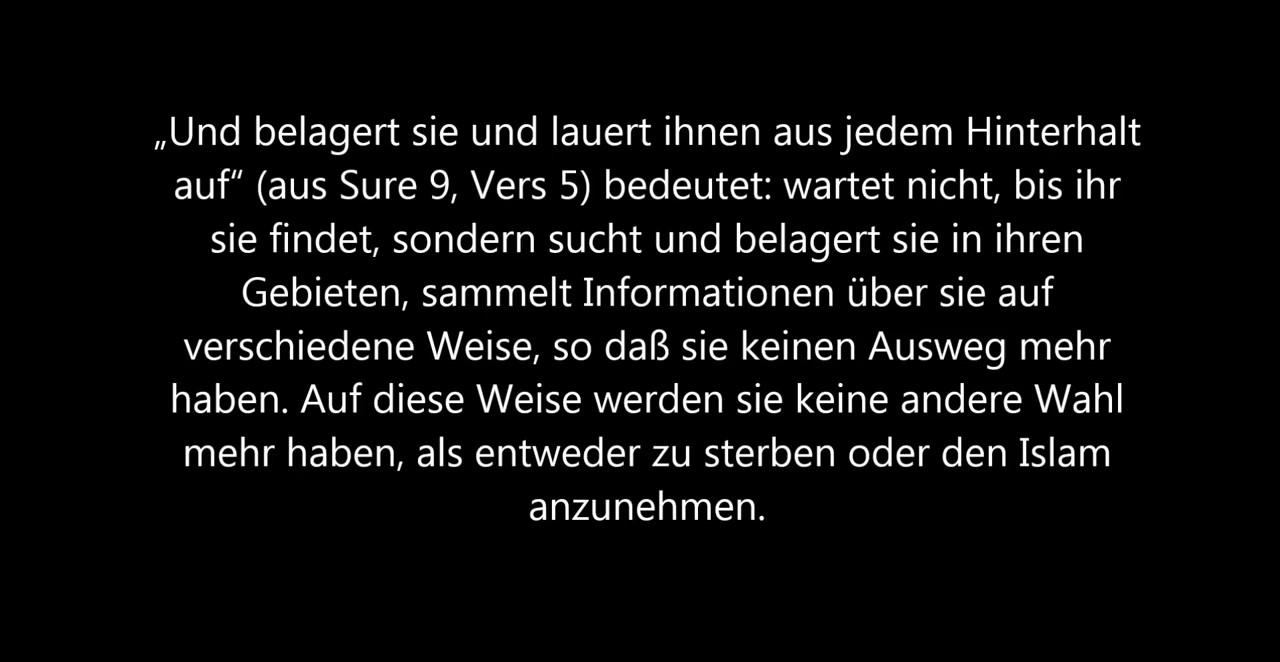 „Und belagert sie und lauert ihnen aus jedem Hinterhalt
auf“ (aus Sure 9, Vers 5) bedeutet: wartet nicht, bis ihr
sie findet, sondern sucht und belagert sie in ihren
Gebieten, sammelt Informationen über sie auf
verschiedene Weise, so daß sie keinen Ausweg mehr
haben. Auf diese Weise werden sie keine andere Wahl
mehr haben, als entweder zu sterben oder den Islam
anzunehmen.